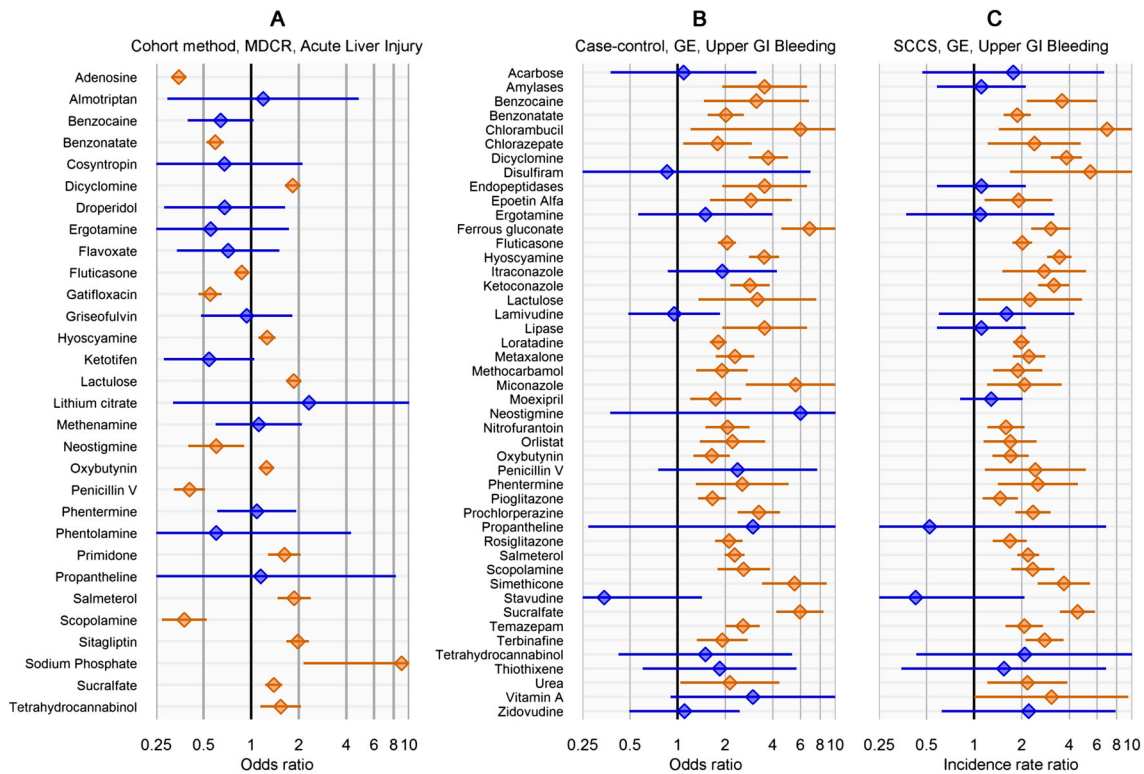 A
Cohort method, MDCR, Acute Liver Injury
Adenosine
Almotriptan
Benzocaine
Benzonatate
Cosyntropin
Dicyclomine
Droperidol
Ergotamine
Flavoxate
Fluticasone
Gatifloxacin
Griseofulvin
Hyoscyamine
Ketotifen
Lactulose
Lithium citrate
Methenamine
Neostigmine
Oxybutynin
Penicillin V
Phentermine
Phentolamine
Primidone
Propantheline
Salmeterol
Scopolamine
Sitagliptin
Sodium Phosphate
Sucralfate
Tetrahydrocannabinol
0.25 0.5 1 2 4 6 8 10
Odds ratio
B
Case-control, GE, Upper GI Bleeding
Acarbose
Amylases
Benzocaine
Benzonatate
Chlorambucil
Chlorazepate
Dicyclomine
Disulfiram
Endopeptidases
Epoetin Alfa
Ergotamine
Ferrous gluconate
Fluticasone
Hyoscyamine
Itraconazole
Ketoconazole
Lactulose
Lamivudine
Lipase
Loratadine
Metaxalone
Methocarbamol
Miconazole
Moexipril
Neostigmine
Nitrofurantoin
Orlistat
Oxybutynin
Penicillin V
Phentermine
Pioglitazone
Prochlorperazine
Propantheline
Rosiglitazone
Salmeterol
Scopolamine
Simethicone
Stavudine
Sucralfate
Temazepam
Terbinafine
Tetrahydrocannabinol
Thiothixene
Urea
Vitamin A
Zidovudine
0.25 0.5 1 2 4 6 8 10
Odds ratio
C
SCCS, GE, Upper GI Bleeding
0.25 0.5 1 2 4 6 8 10
Incidence rate ratio